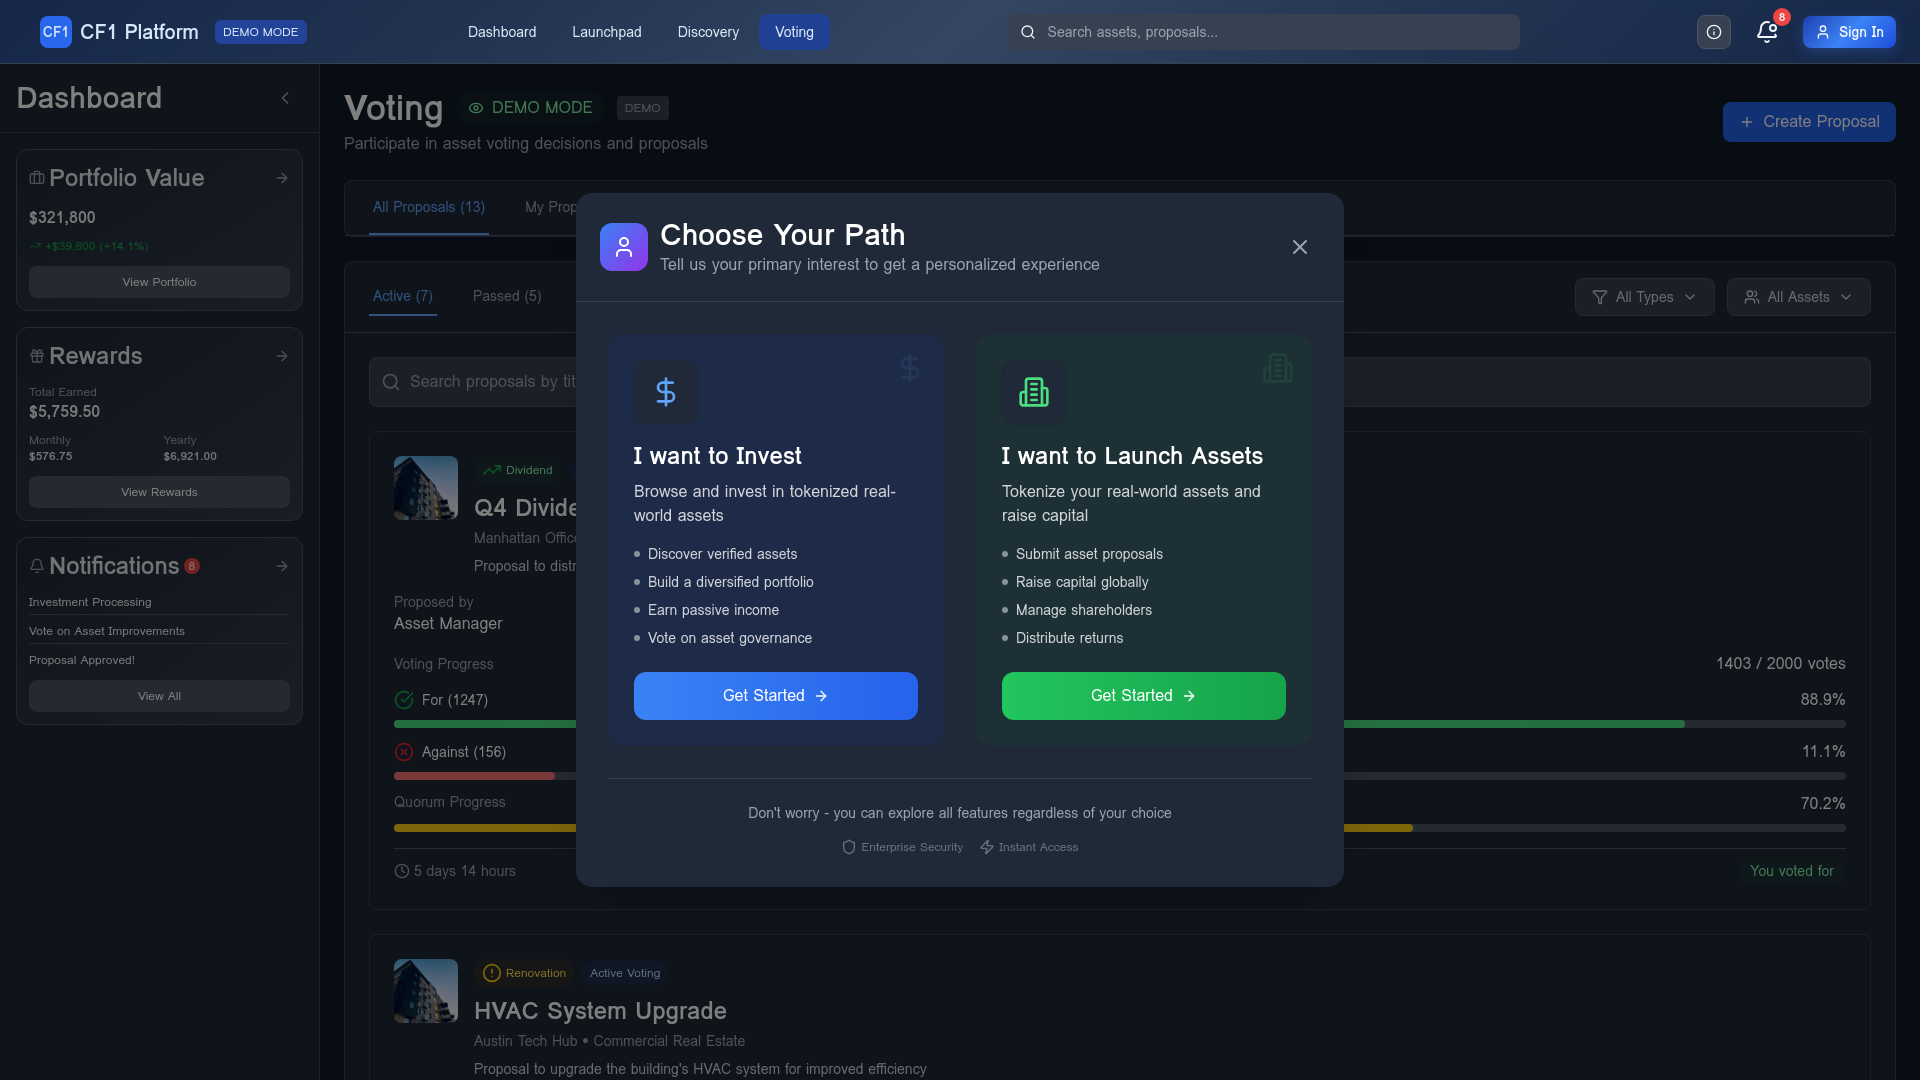 CF1 CF1 Platform DEMO MODE Dashboard Launchpad Discovery Voting Search assets, proposals... 8 Sign In
Dashboard
Portfolio Value
$321,800
+$39,800 (+14.1%)
View Portfolio
Rewards
Total Earned
$5,759.50
Monthly Yearly
$576.75 $6,921.00
View Rewards
Notifications 8
Investment Processing
Vote on Asset Improvements
Proposal Approved!
View All
Voting DEMO MODE DEMO
Participate in asset voting decisions and proposals
Create Proposal
All Proposals (13) My Prop
Active (7) Passed (5) All Types All Assets
Search proposals by tit
Dividend
Q4 Divide
Manhattan Office
Proposal to distr
Proposed by
Asset Manager
Voting Progress 1403 / 2000 votes
For (1247) 88.9%
Against (156) 11.1%
Quorum Progress 70.2%
5 days 14 hours You voted for
Renovation Active Voting
HVAC System Upgrade
Austin Tech Hub • Commercial Real Estate
Proposal to upgrade the building's HVAC system for improved efficiency
Choose Your Path
Tell us your primary interest to get a personalized experience
I want to Invest
Browse and invest in tokenized real-
world assets
• Discover verified assets
• Build a diversified portfolio
• Earn passive income
• Vote on asset governance
Get Started
I want to Launch Assets
Tokenize your real-world assets and
raise capital
• Submit asset proposals
• Raise capital globally
• Manage shareholders
• Distribute returns
Get Started
Don't worry - you can explore all features regardless of your choice
Enterprise Security Instant Access